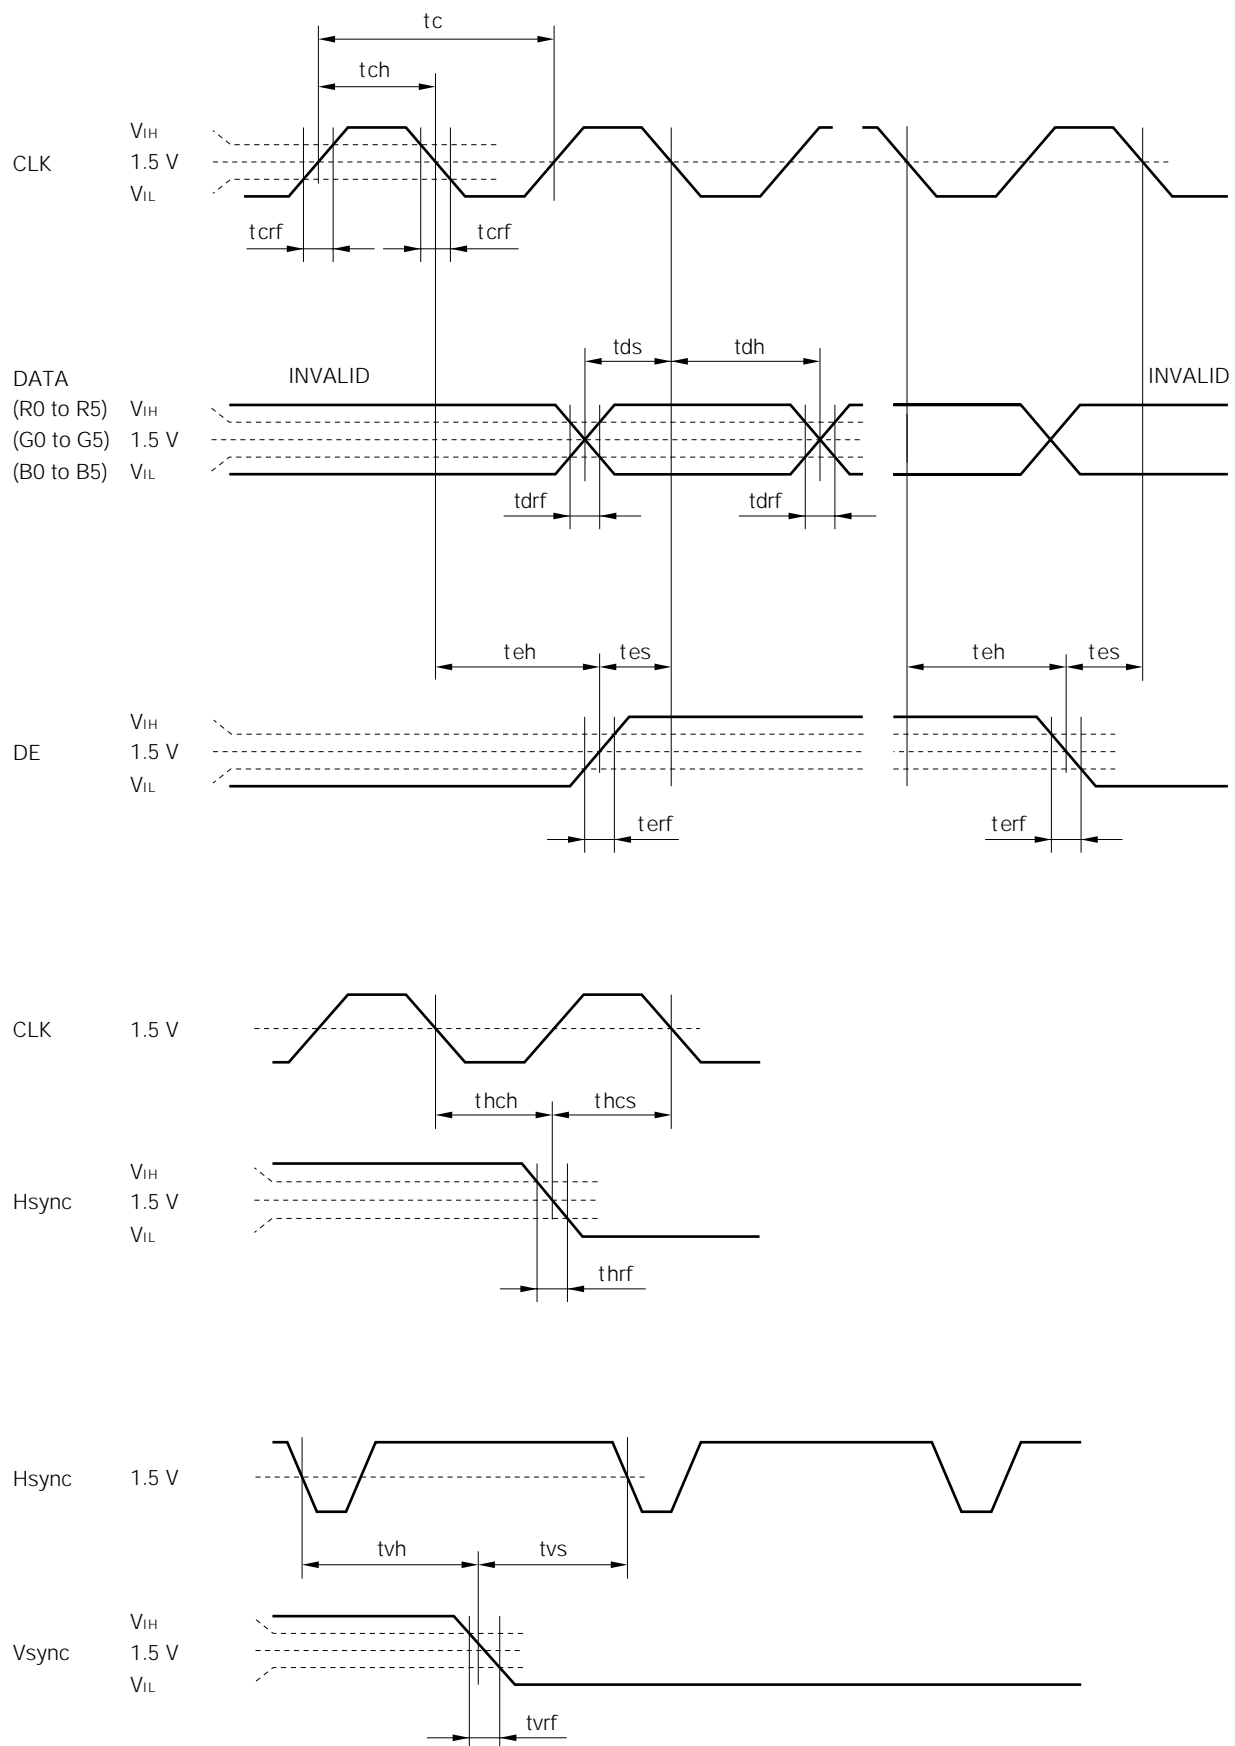 tc
tch
VIH
CLK 1.5 V
VIL
tcrf tcrf
tds tdh
DATA INVALID INVALID
(R0 to R5) VIH
(G0 to G5) 1.5 V
(B0 to B5) VIL
tdrf tdrf
teh tes teh tes
VIH
DE 1.5 V
VIL
terf terf
CLK 1.5 V
thch thcs
VIH
Hsync 1.5 V
VIL
thrf
Hsync 1.5 V
tvh tvs
VIH
Vsync 1.5 V
VIL
tvrf